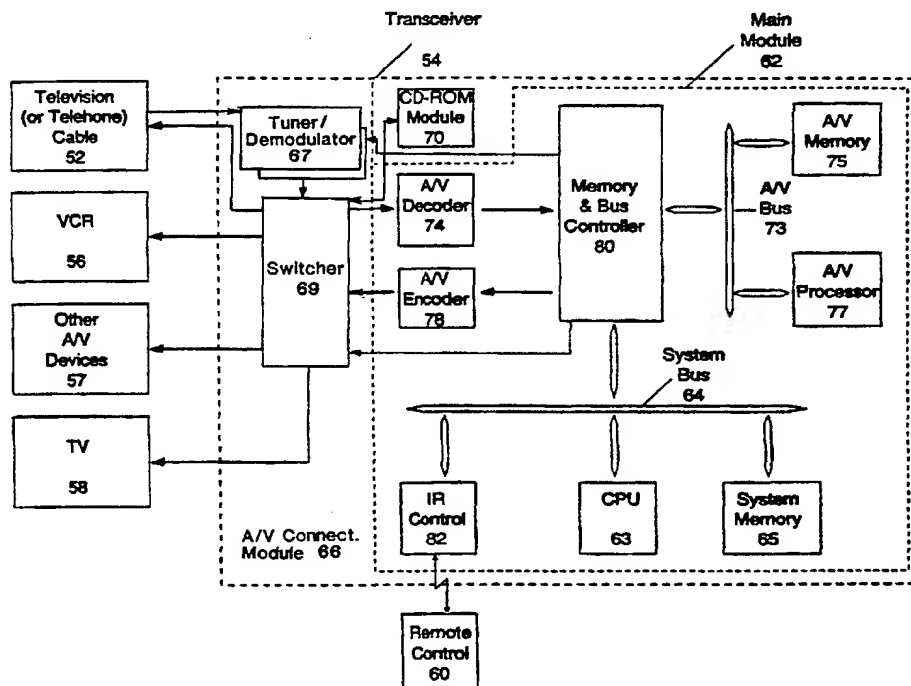 Transceiver
54
Main
Module
62
Television
(or Telehone)
Cable
52
Tuner/
Demodulator
67
CD-ROM
Module
70
A/V
Memory
75
VCR
56
A/V
Decoder
74
Memory
& Bus
Controller
80
A/V
Bus
73
Switcher
69
A/V
Encoder
78
A/V
Processor
77
Other
A/V
Devices
57
System
Bus
64
TV
58
IR
Control
82
CPU
63
System
Memory
65
A/V Connect.
Module 66
Remote
Control
60